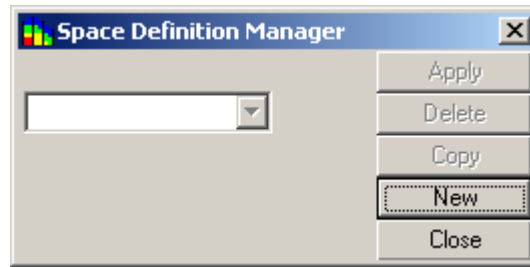 Space Definition Manager
Apply
Delete
Copy
New
Close